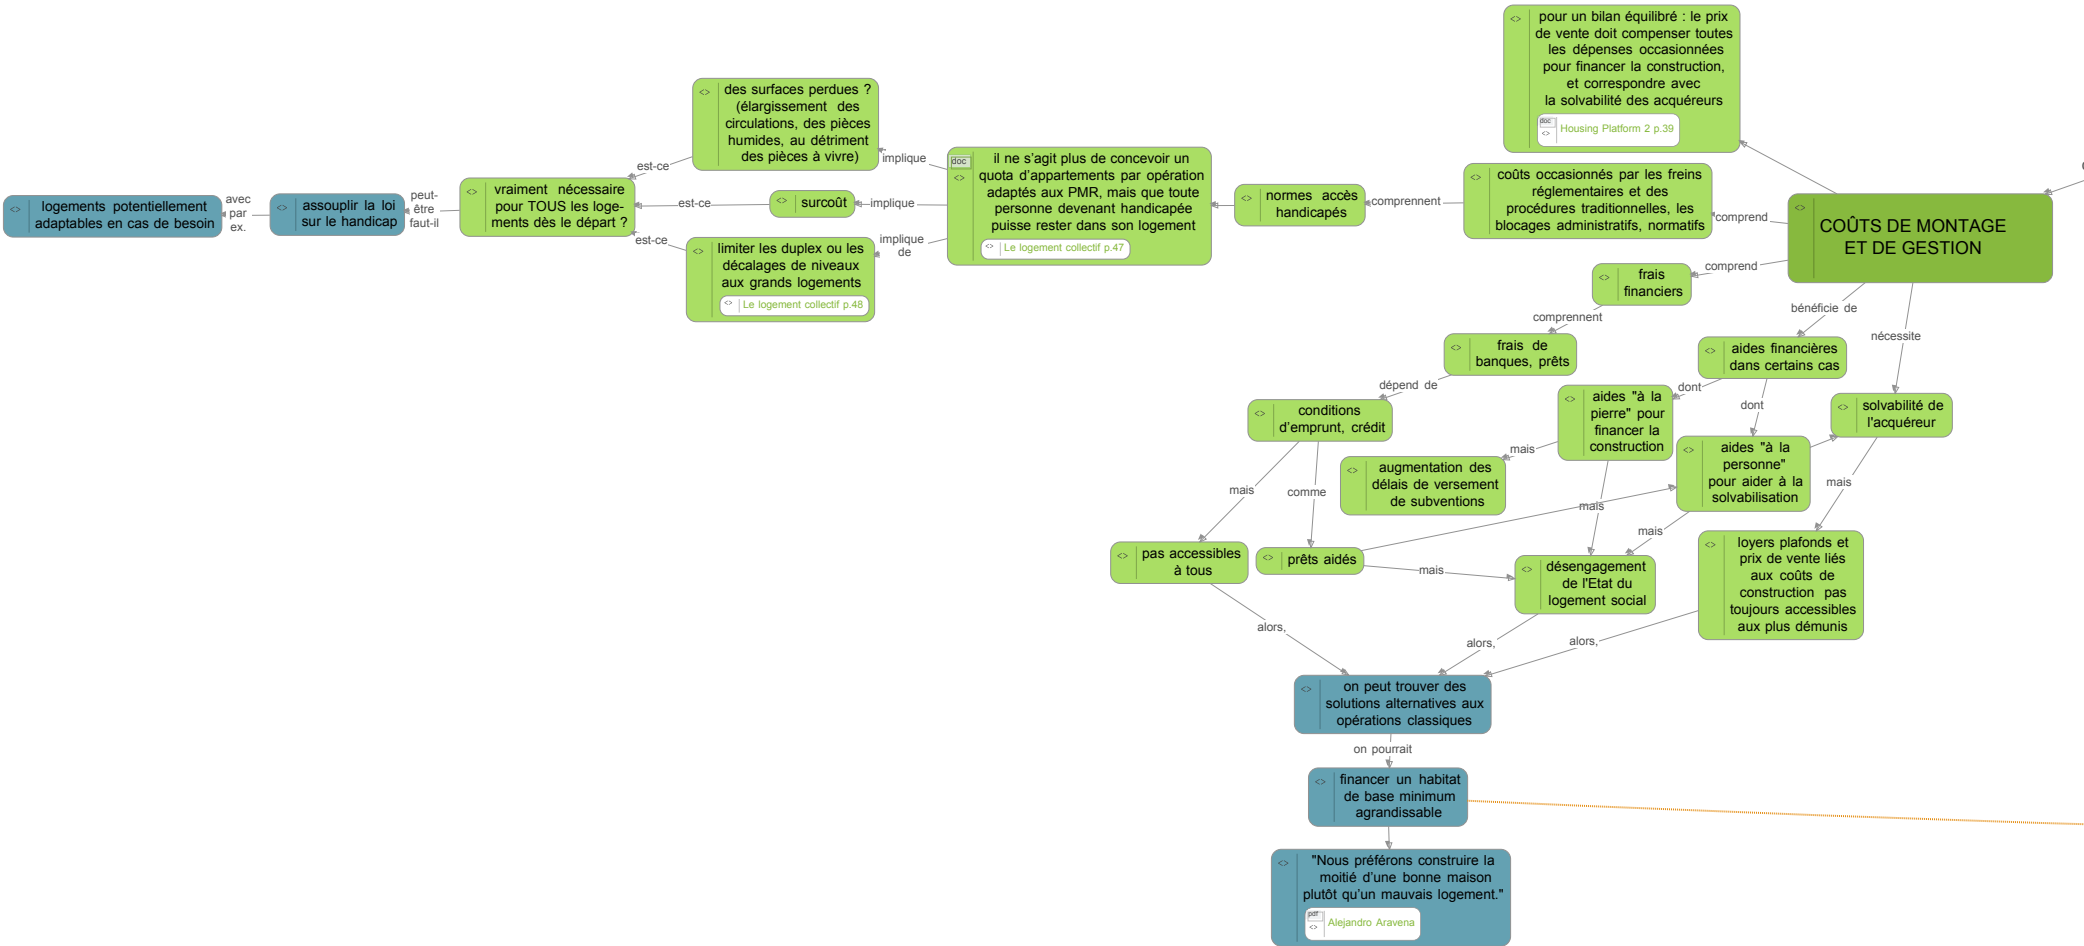 pour un bilan équilibré : le prix
de vente doit compenser toutes
les dépenses occasionnées
pour financer la construction,
et correspondre avec
la solvabilité des acquéreurs
doc
Housing Platform 2 p.39
des surfaces perdues ?
(élargissement des
circulations, des pièces
humides, au détriment
des pièces à vivre)
implique
est-ce
doc
il ne s'agit plus de concevoir un
quota d'appartements par opération
adaptés aux PMR, mais que toute
personne devenant handicapée
puisse rester dans son logement
Le logement collectif p.47
normes accès
handicapés
comprennent
coûts occasionnés par les freins
réglementaires et des
procédures traditionnelles, les
blocages administratifs, normatifs
comprend
COÛTS DE MONTAGE
ET DE GESTION
logements potentiellement
adaptables en cas de besoin
avec
par
ex.
assouplir la loi
sur le handicap
peut-
être
faut-il
vraiment nécessaire
pour TOUS les loge-
ments dès le départ ?
est-ce
surcoût
implique
est-ce
limiter les duplex ou les
décalages de niveaux
aux grands logements
Le logement collectif p.48
implique
de
comprend
frais
financiers
comprennent
frais de
banques, prêts
bénéficie de
nécessite
aides financières
dans certains cas
dépend de
dont
dont
conditions
d'emprunt, crédit
aides "à la
pierre" pour
financer la
construction
solvabilité de
l'acquéreur
mais
augmentation des
délais de versement
de subventions
aides "à la
personne"
pour aider à la
solvabilisation
mais
comme
mais
mais
mais
pas accessibles
à tous
prêts aidés
mais
désengagement
de l'Etat du
logement social
loyers plafonds et
prix de vente liés
aux coûts de
construction pas
toujours accessibles
aux plus démunis
alors,
alors,
alors,
on peut trouver des
solutions alternatives aux
opérations classiques
on pourrait
financer un habitat
de base minimum
agrandissable
"Nous préférons construire la
moitié d'une bonne maison
plutôt qu'un mauvais logement."
pdf
Alejandro Aravena